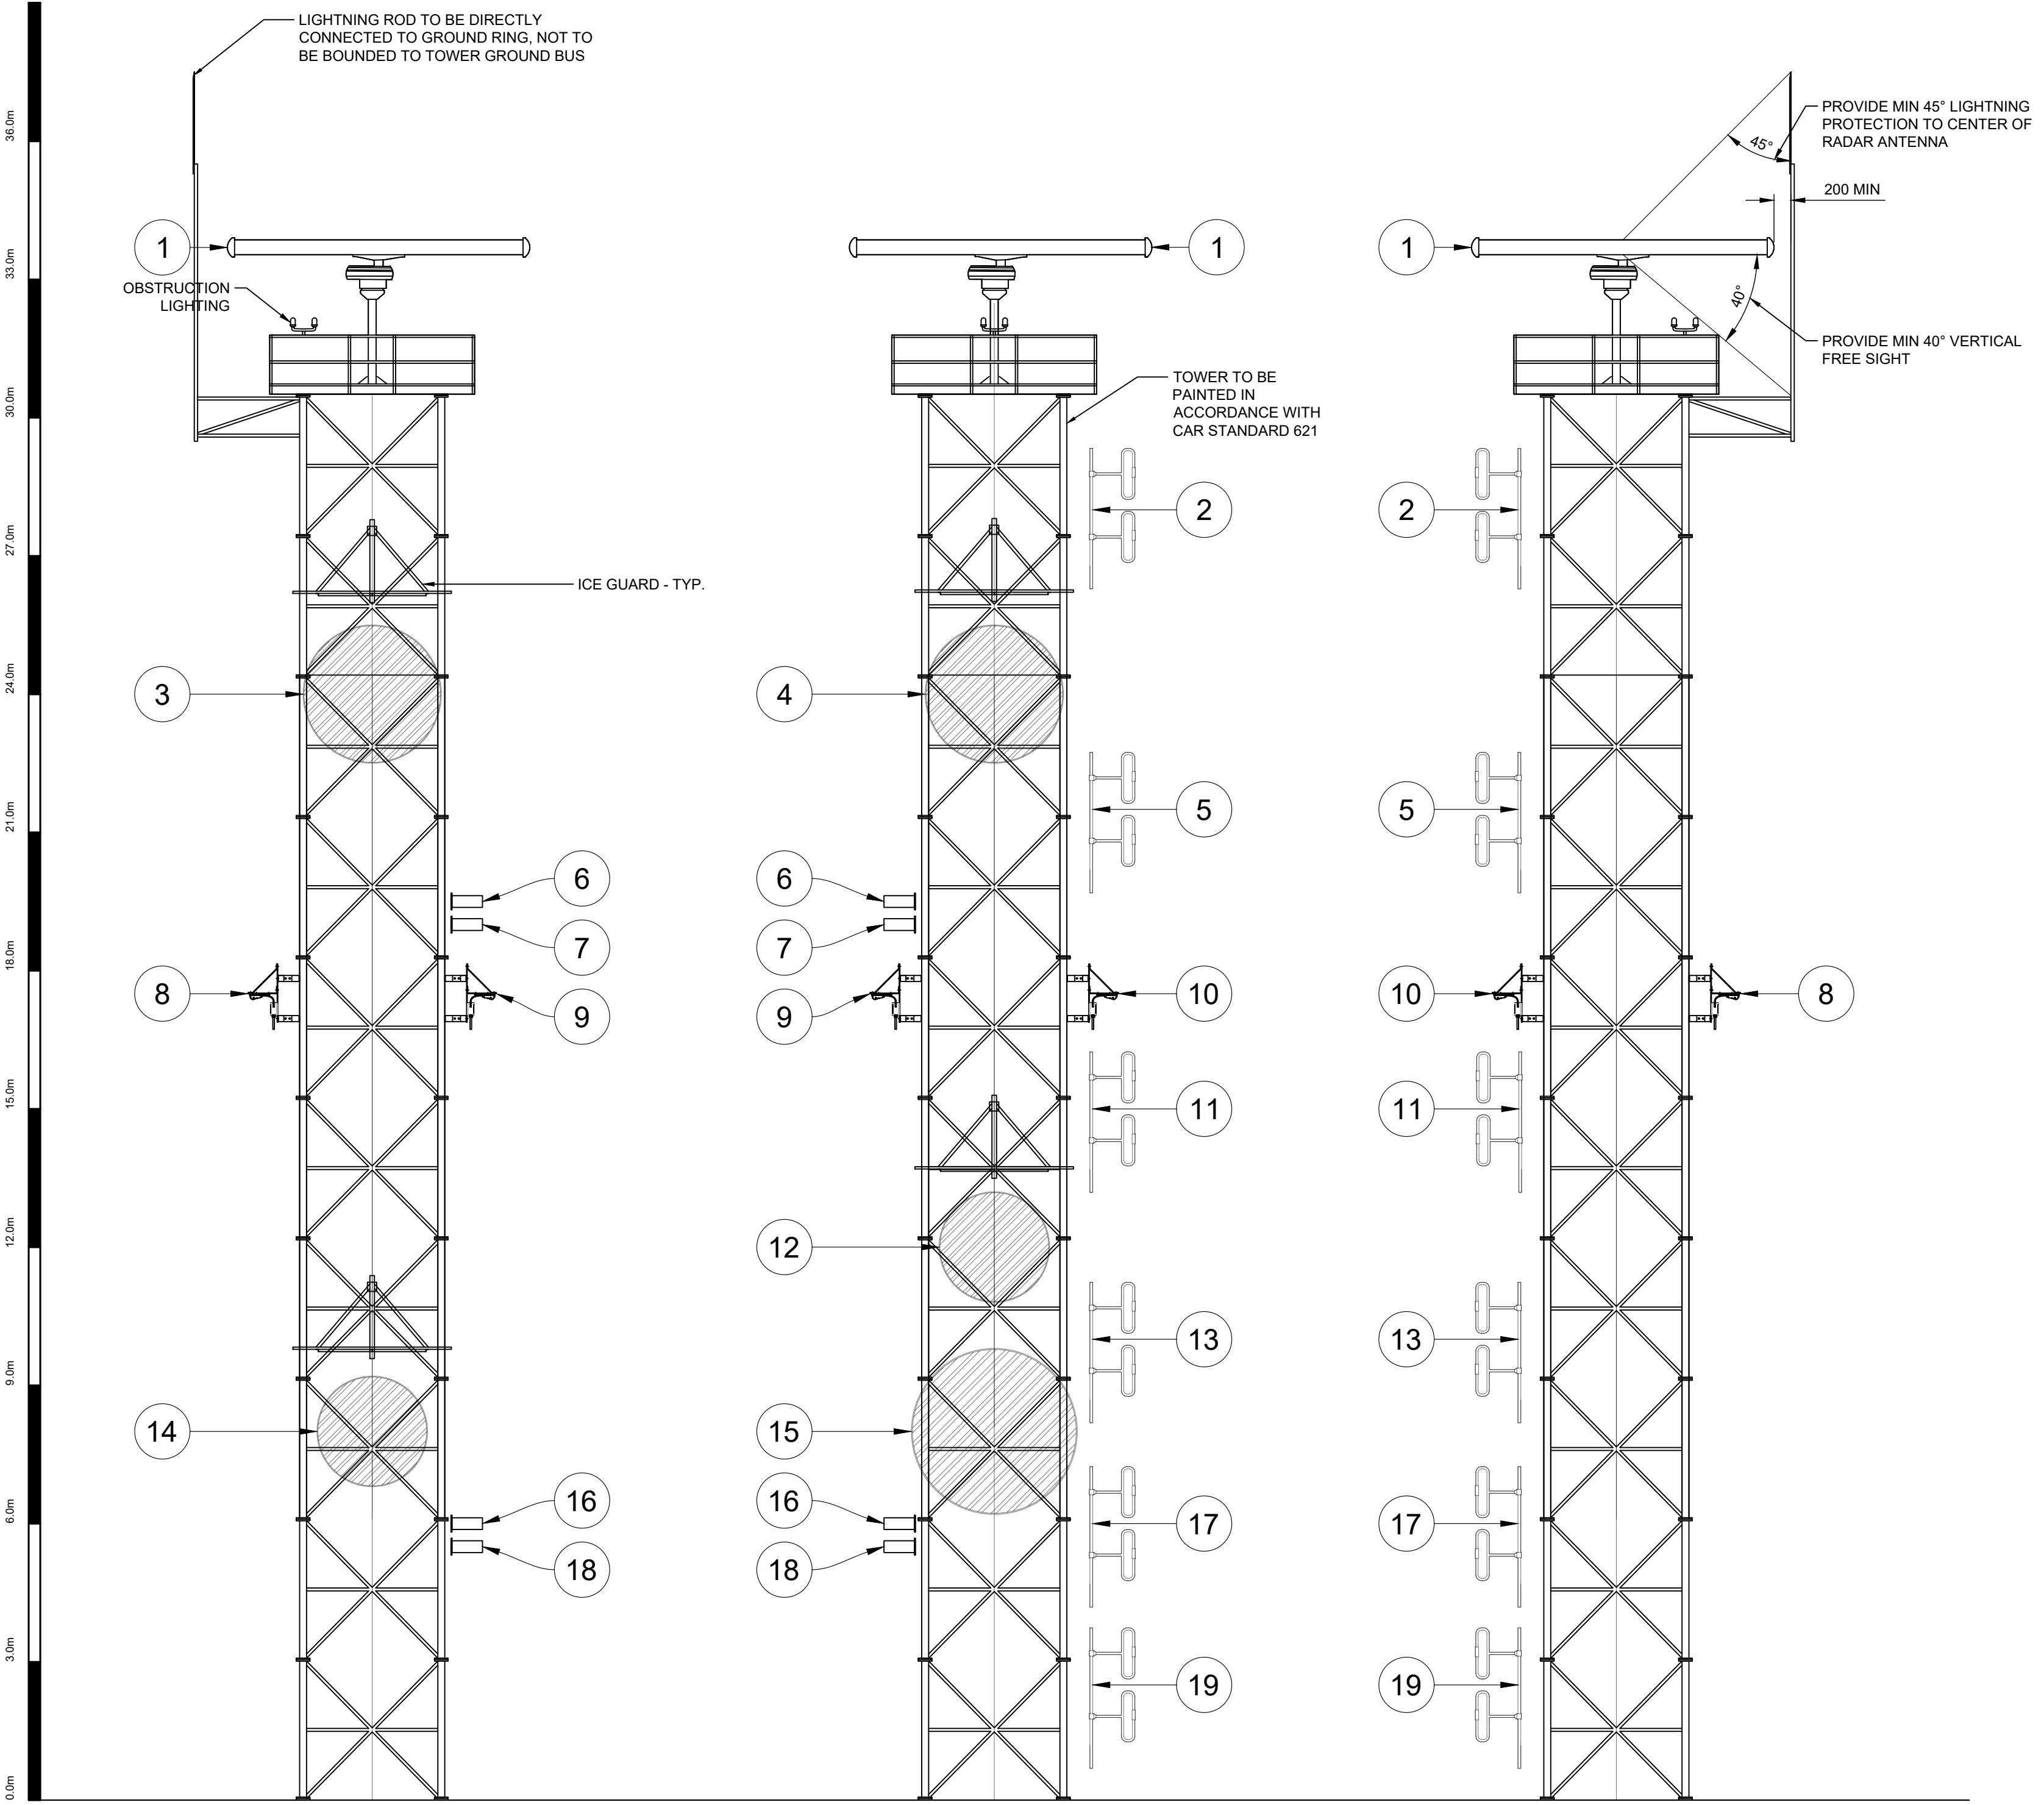 LIGHTNING ROD TO BE DIRECTLY
CONNECTED TO GROUND RING, NOT TO
BE BOUNDED TO TOWER GROUND BUS
36.0m
33.0m
30.0m
27.0m
24.0m
21.0m
18.0m
15.0m
12.0m
9.0m
6.0m
3.0m
0.0m
1
OBSTRUCTION
LIGHTING
ICE GUARD - TYP.
3
6
7
8
9
14
16
18
1
TOWER TO BE
PAINTED IN
ACCORDANCE WITH
CAR STANDARD 621
2
4
5
6
7
9
10
11
12
13
15
16
17
18
19
PROVIDE MIN 45° LIGHTNING
PROTECTION TO CENTER OF
RADAR ANTENNA
45°
200 MIN
1
40°
PROVIDE MIN 40° VERTICAL
FREE SIGHT
2
5
10
8
11
13
17
19